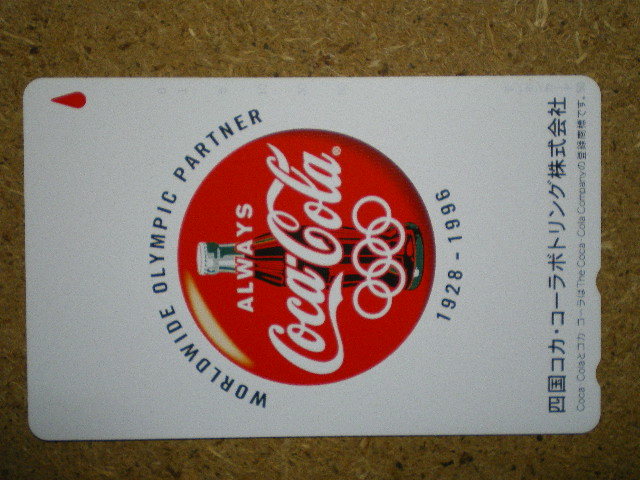 WORLDWIDE OLYMPIC PARTNER
ALWAYS
Coca-Cola®
1928-1996
四国コカ・コーラボトリング株式会社
Coca-Colaとコカ・コーラはThe Coca-Cola Companyの登録商標です。